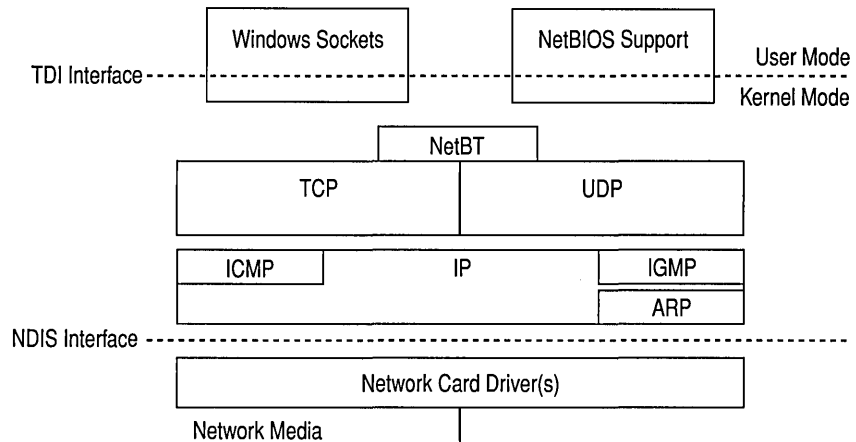 Windows Sockets
NetBIOS Support
User Mode
TDI Interface
Kernel Mode
NetBT
TCP
UDP
ICMP
IP
IGMP
ARP
NDIS Interface
Network Card Driver(s)
Network Media